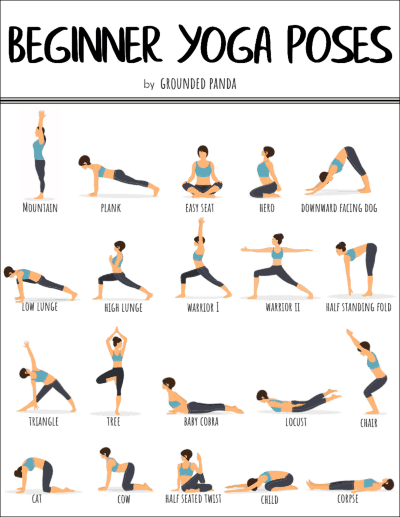 BEGINNER YOGA POSES
by GROUNDED PANDA
MOUNTAIN PLANK EASY SEAT HERO DOWNWARD FACING DOG
LOW LUNGE HIGH LUNGE WARRIOR I WARRIOR II HALF STANDING FOLD
TRIANGLE TREE BABY COBRA LOCUST CHAIR
CAT COW HALF SEATED TWIST CHILD CORPSE